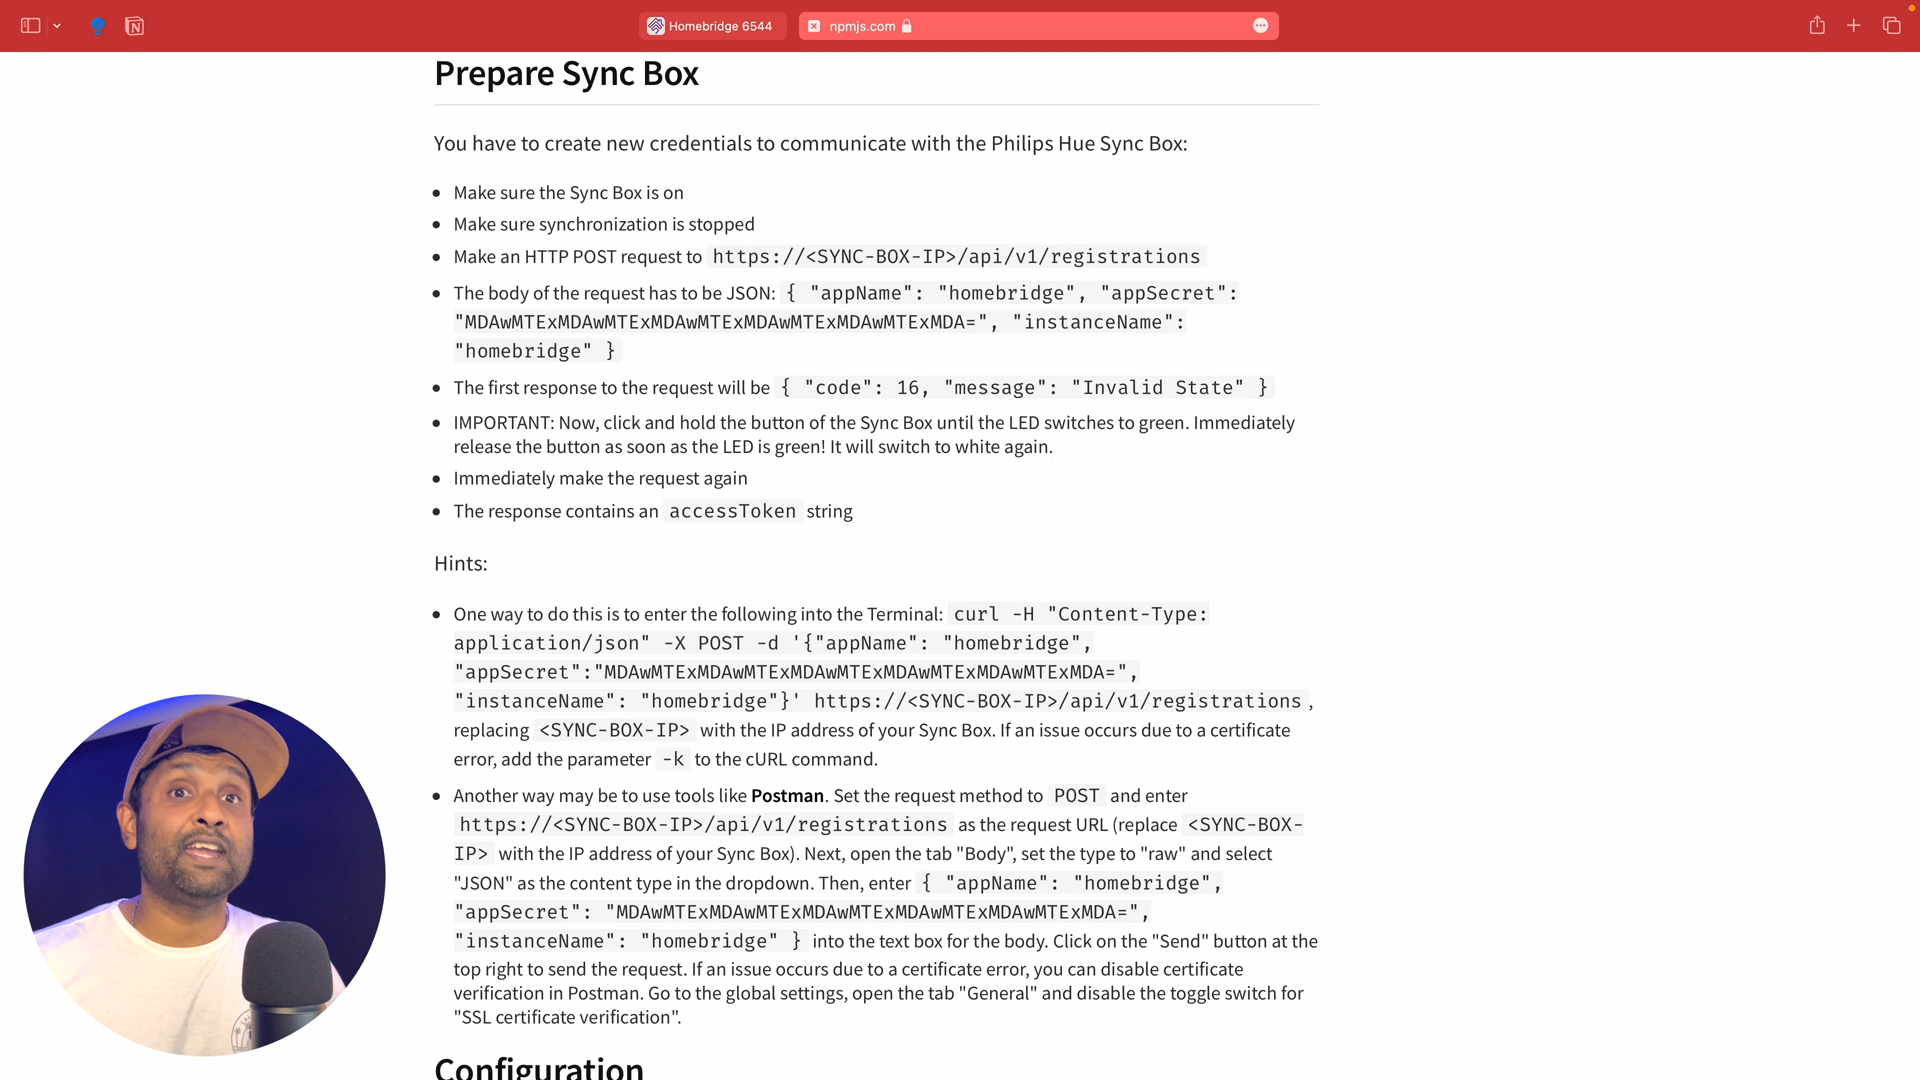 Homebridge 6544
npmjs.com
Prepare Sync Box
You have to create new credentials to communicate with the Philips Hue Sync Box:
Make sure the Sync Box is on
Make sure synchronization is stopped
Make an HTTP POST request to https://<SYNC-BOX-IP>/api/v1/registrations
The body of the request has to be JSON: { "appName": "homebridge", "appSecret":
"MDAwMTExMDAwMTExMDAwMTExMDAwMTExMDAwMTExMDA=", "instanceName":
"homebridge" }
The first response to the request will be { "code": 16, "message": "Invalid State" }
IMPORTANT: Now, click and hold the button of the Sync Box until the LED switches to green. Immediately
release the button as soon as the LED is green! It will switch to white again.
Immediately make the request again
The response contains an accessToken string
Hints:
One way to do this is to enter the following into the Terminal: curl -H "Content-Type:
application/json" -X POST -d '{"appName": "homebridge",
"appSecret":"MDAwMTExMDAwMTExMDAwMTExMDAwMTExMDAwMTExMDA=",
"instanceName": "homebridge"}' https://<SYNC-BOX-IP>/api/v1/registrations ,
replacing <SYNC-BOX-IP> with the IP address of your Sync Box. If an issue occurs due to a certificate
error, add the parameter -k to the cURL command.
Another way may be to use tools like Postman. Set the request method to POST and enter
https://<SYNC-BOX-IP>/api/v1/registrations as the request URL (replace <SYNC-BOX-
IP> with the IP address of your Sync Box). Next, open the tab "Body", set the type to "raw" and select
"JSON" as the content type in the dropdown. Then, enter { "appName": "homebridge",
"appSecret": "MDAwMTExMDAwMTExMDAwMTExMDAwMTExMDAwMTExMDA=",
"instanceName": "homebridge" } into the text box for the body. Click on the "Send" button at the
top right to send the request. If an issue occurs due to a certificate error, you can disable certificate
verification in Postman. Go to the global settings, open the tab "General" and disable the toggle switch for
"SSL certificate verification".
Configuration